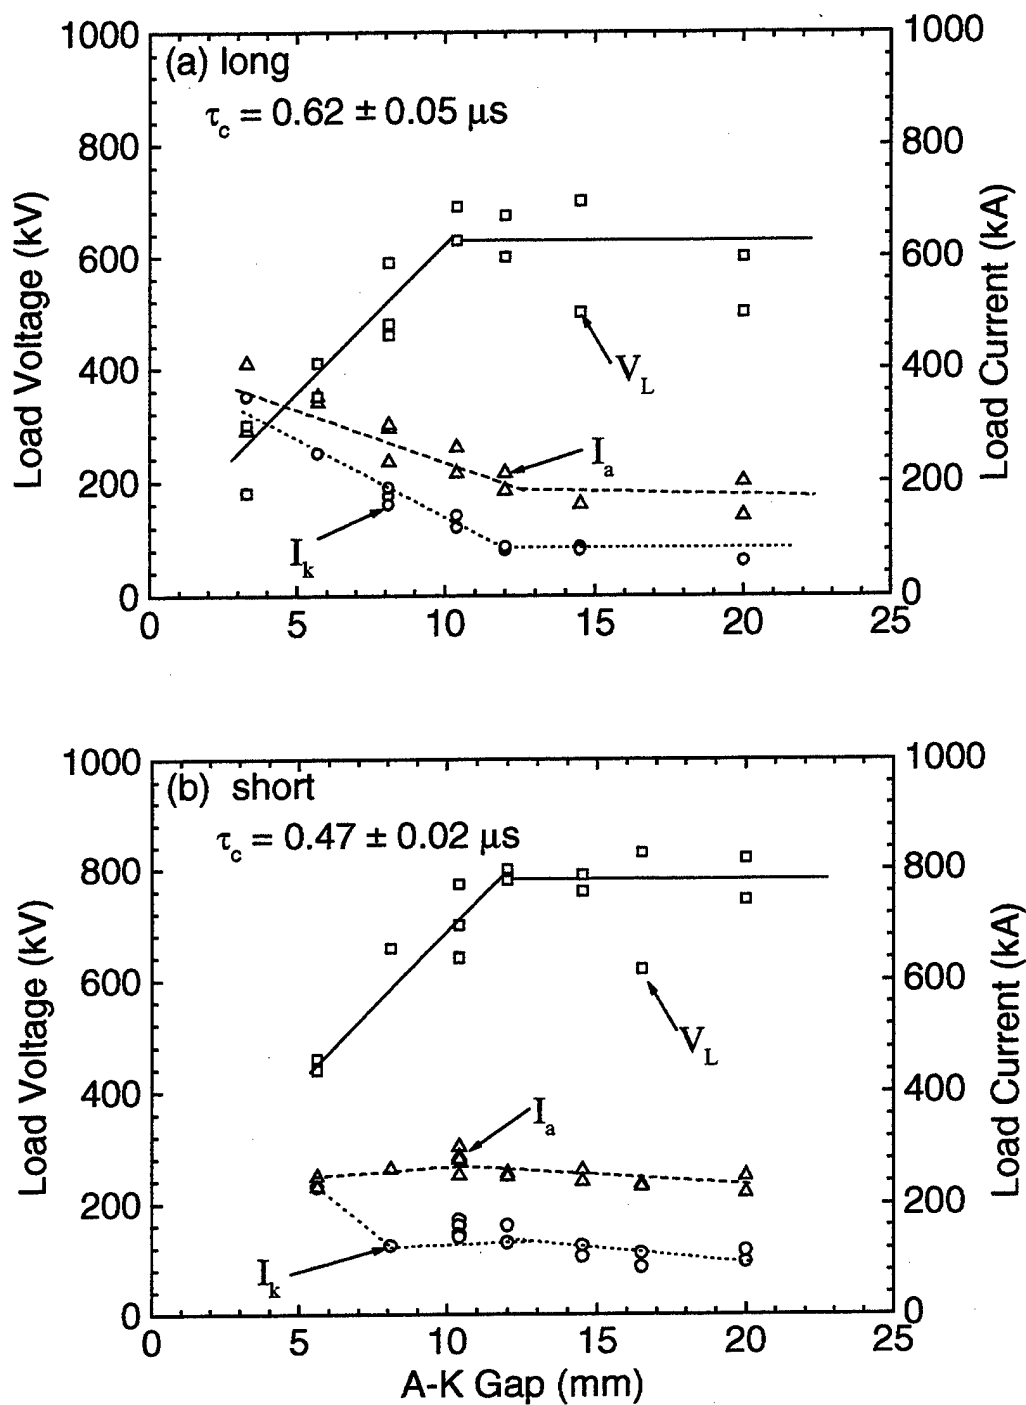 1000 1000
(a) long
τc = 0.62 ± 0.05 μs
800 800
600 600
VL
400 400
Ia
200 200
Ik
0 0
0 5 10 15 20 25
Load Voltage (kV)
Load Current (kA)
1000 1000
(b) short
τc = 0.47 ± 0.02 μs
800 800
600 600
VL
400 400
Ia
200 200
Ik
0 0
0 5 10 15 20 25
Load Voltage (kV)
Load Current (kA)
A-K Gap (mm)